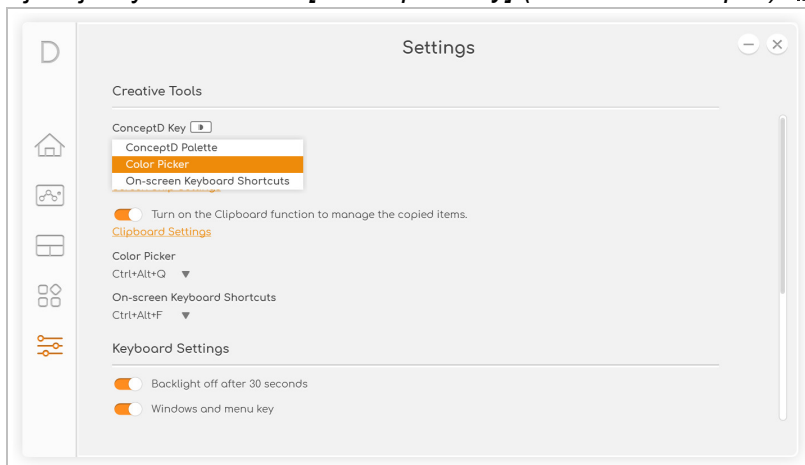 D
Settings
Creative Tools
ConceptD Key
ConceptD Palette
Color Picker
On-screen Keyboard Shortcuts
Turn on the Clipboard function to manage the copied items.
Clipboard Settings
Color Picker
Ctrl+Alt+Q
On-screen Keyboard Shortcuts
Ctrl+Alt+F
Keyboard Settings
Backlight off after 30 seconds
Windows and menu key